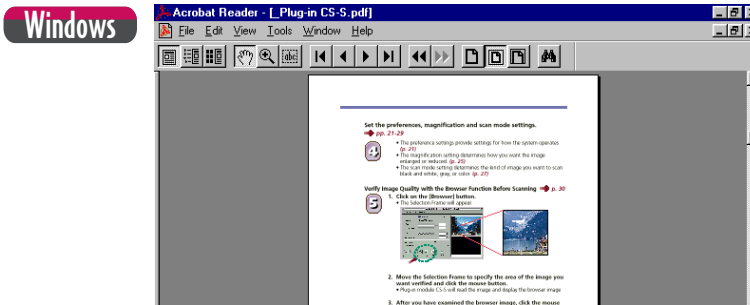 Windows
Acrobat Reader - [_Plug-in CS-S.pdf]
File Edit View Tools Window Help
abc
Set the preferences, magnification and scan mode settings.
pp. 21-29
4
• The preference settings provide settings for how the system operates
(p. 21)
• The magnification setting determines how you want the image
enlarged or reduced (p. 25)
• The scan mode setting determines the kind of image you want to scan
black and white, gray, or color (p. 27)
Verify Image Quality with the Browser Function Before Scanning p. 30
5
1. Click on the [Browser] button.
• The Selection Frame will appear
2. Move the Selection Frame to specify the area of the image you
want verified and click the mouse button.
• Plug-in module CS-S will read the image and display the browser image
3. After you have examined the browser image, click the mouse